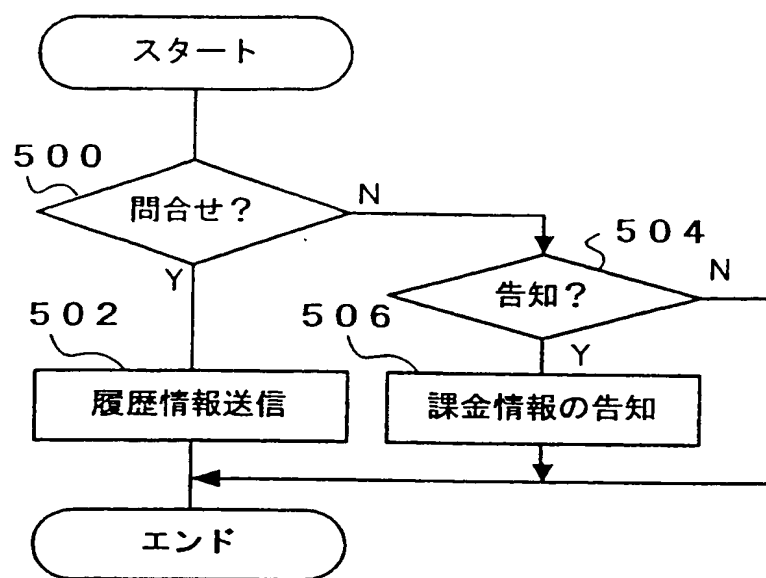 スタート
５００
問合せ？
N
Y
５０４
告知？
N
Y
５０２
履歴情報送信
５０６
課金情報の告知
エンド